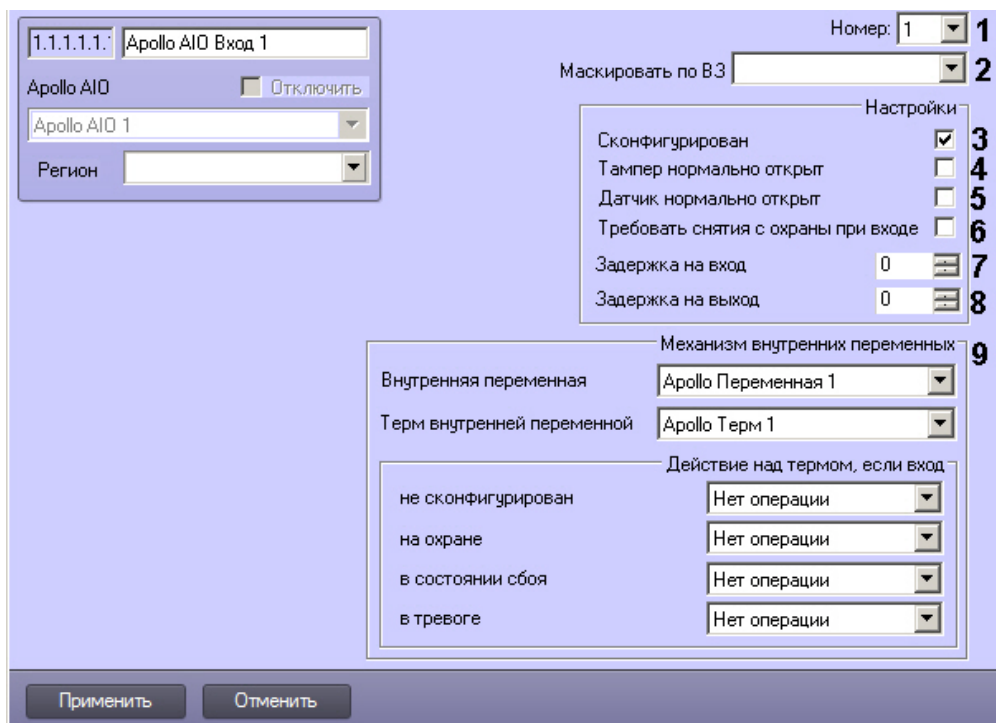 1.1.1.1.1. Apollo AIO Вход 1
Apollo AIO Отключить
Apollo AIO 1
Регион
Номер: 1 1
Маскировать по ВЗ 2
Настройки
Сконфигурирован 3
Тампер нормально открыт 4
Датчик нормально открыт 5
Требовать снятия с охраны при входе 6
Задержка на вход 0 7
Задержка на выход 0 8
Механизм внутренних переменных 9
Внутренняя переменная Apollo Переменная 1
Терм внутренней переменной Apollo Терм 1
Действие над термом, если вход
не сконфигурирован Нет операции
на охране Нет операции
в состоянии сбоя Нет операции
в тревоге Нет операции
Применить Отменить